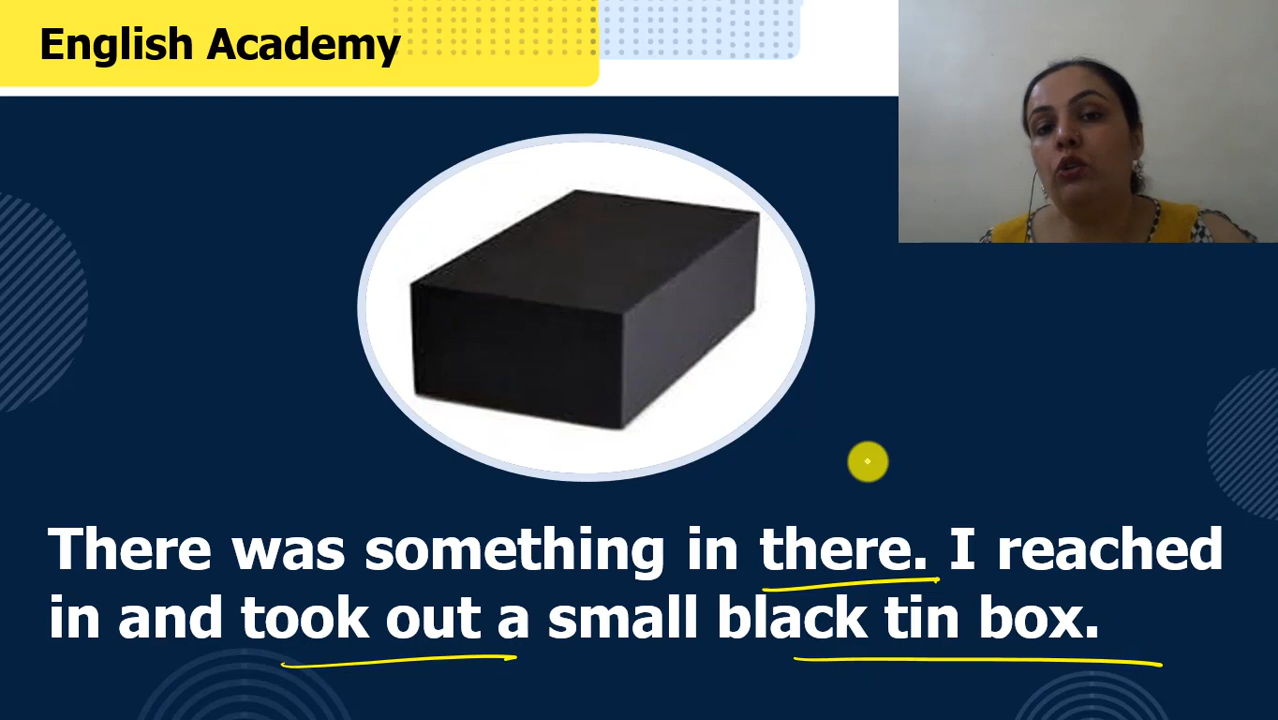 English Academy
There was something in there. I reached
in and took out a small black tin box.